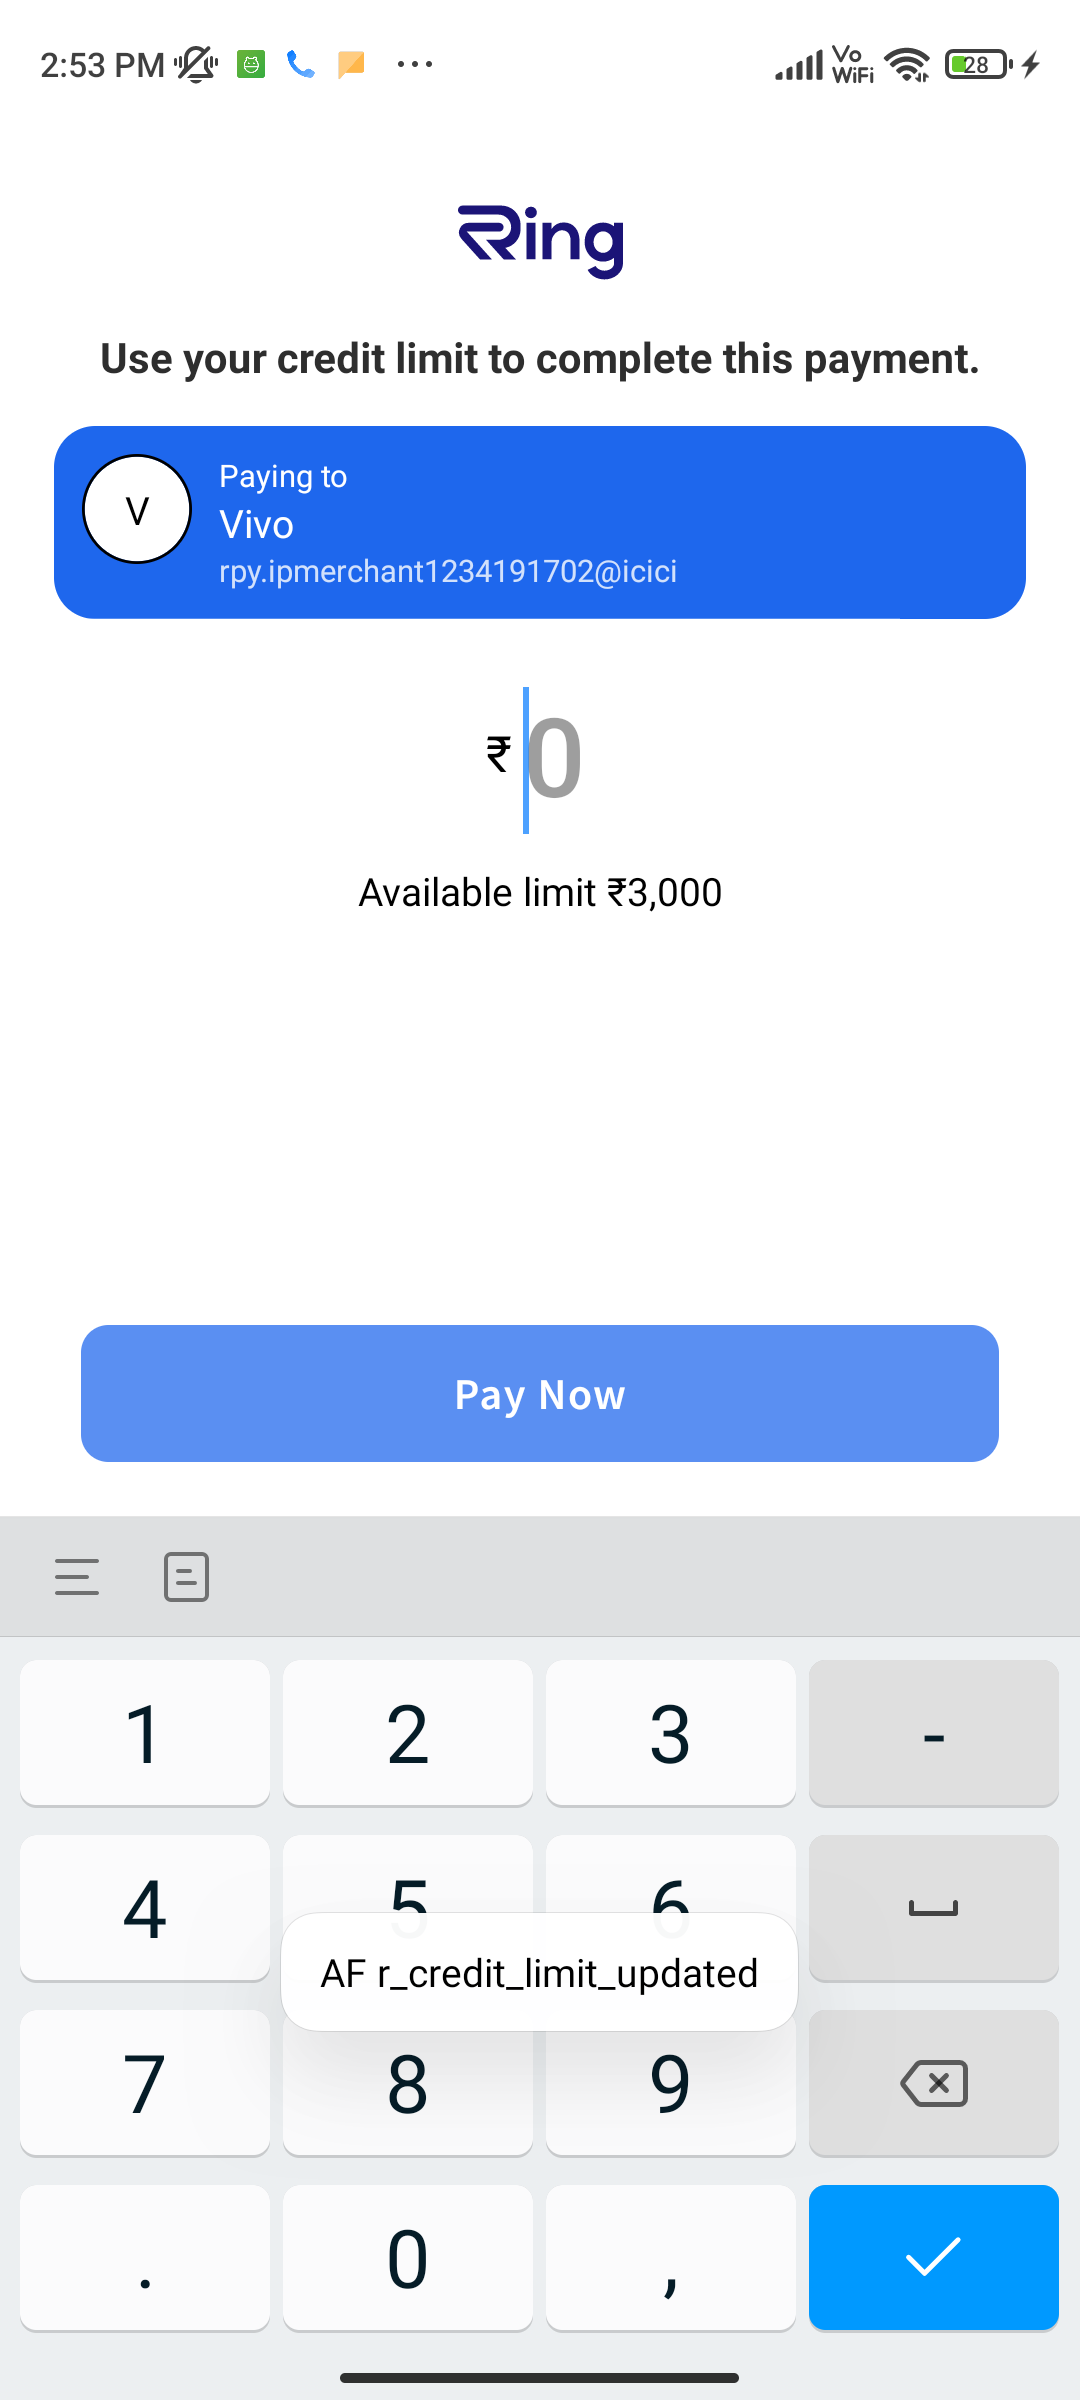 2:53 PM
Vo
WiFi
28
Ring
Use your credit limit to complete this payment.
V
Paying to
Vivo
rpy.ipmerchant1234191702@icici
₹ 0
Available limit ₹3,000
Pay Now
1 2 3 -
4 5 6
AF r_credit_limit_updated
7 8 9
. 0 ,